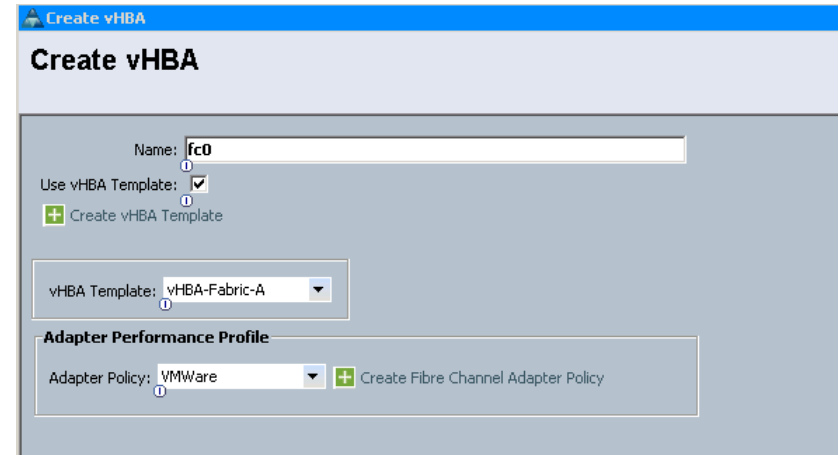 Create vHBA
Create vHBA
Name: fc0
Use vHBA Template:
Create vHBA Template
vHBA Template: vHBA-Fabric-A
Adapter Performance Profile
Adapter Policy: VMWare Create Fibre Channel Adapter Policy